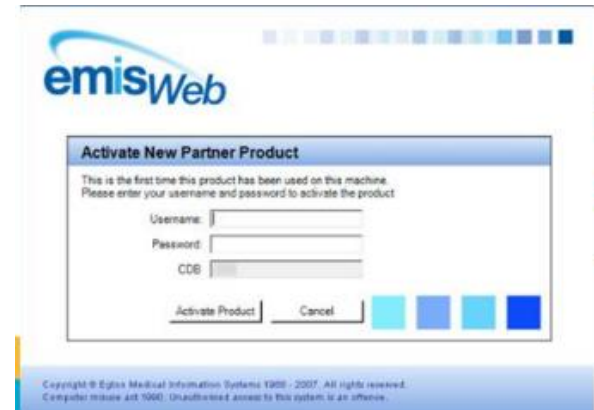 emisWeb
Activate New Partner Product
This is the first time this product has been used on this machine.
Please enter your username and password to activate the product
Username:
Password:
CDB
Activate Product
Cancel
Copyright © Egton Medical Information Systems 1986 - 2007. All rights reserved.
Computer misuse act 1990. Unauthorised access to this system is an offence.